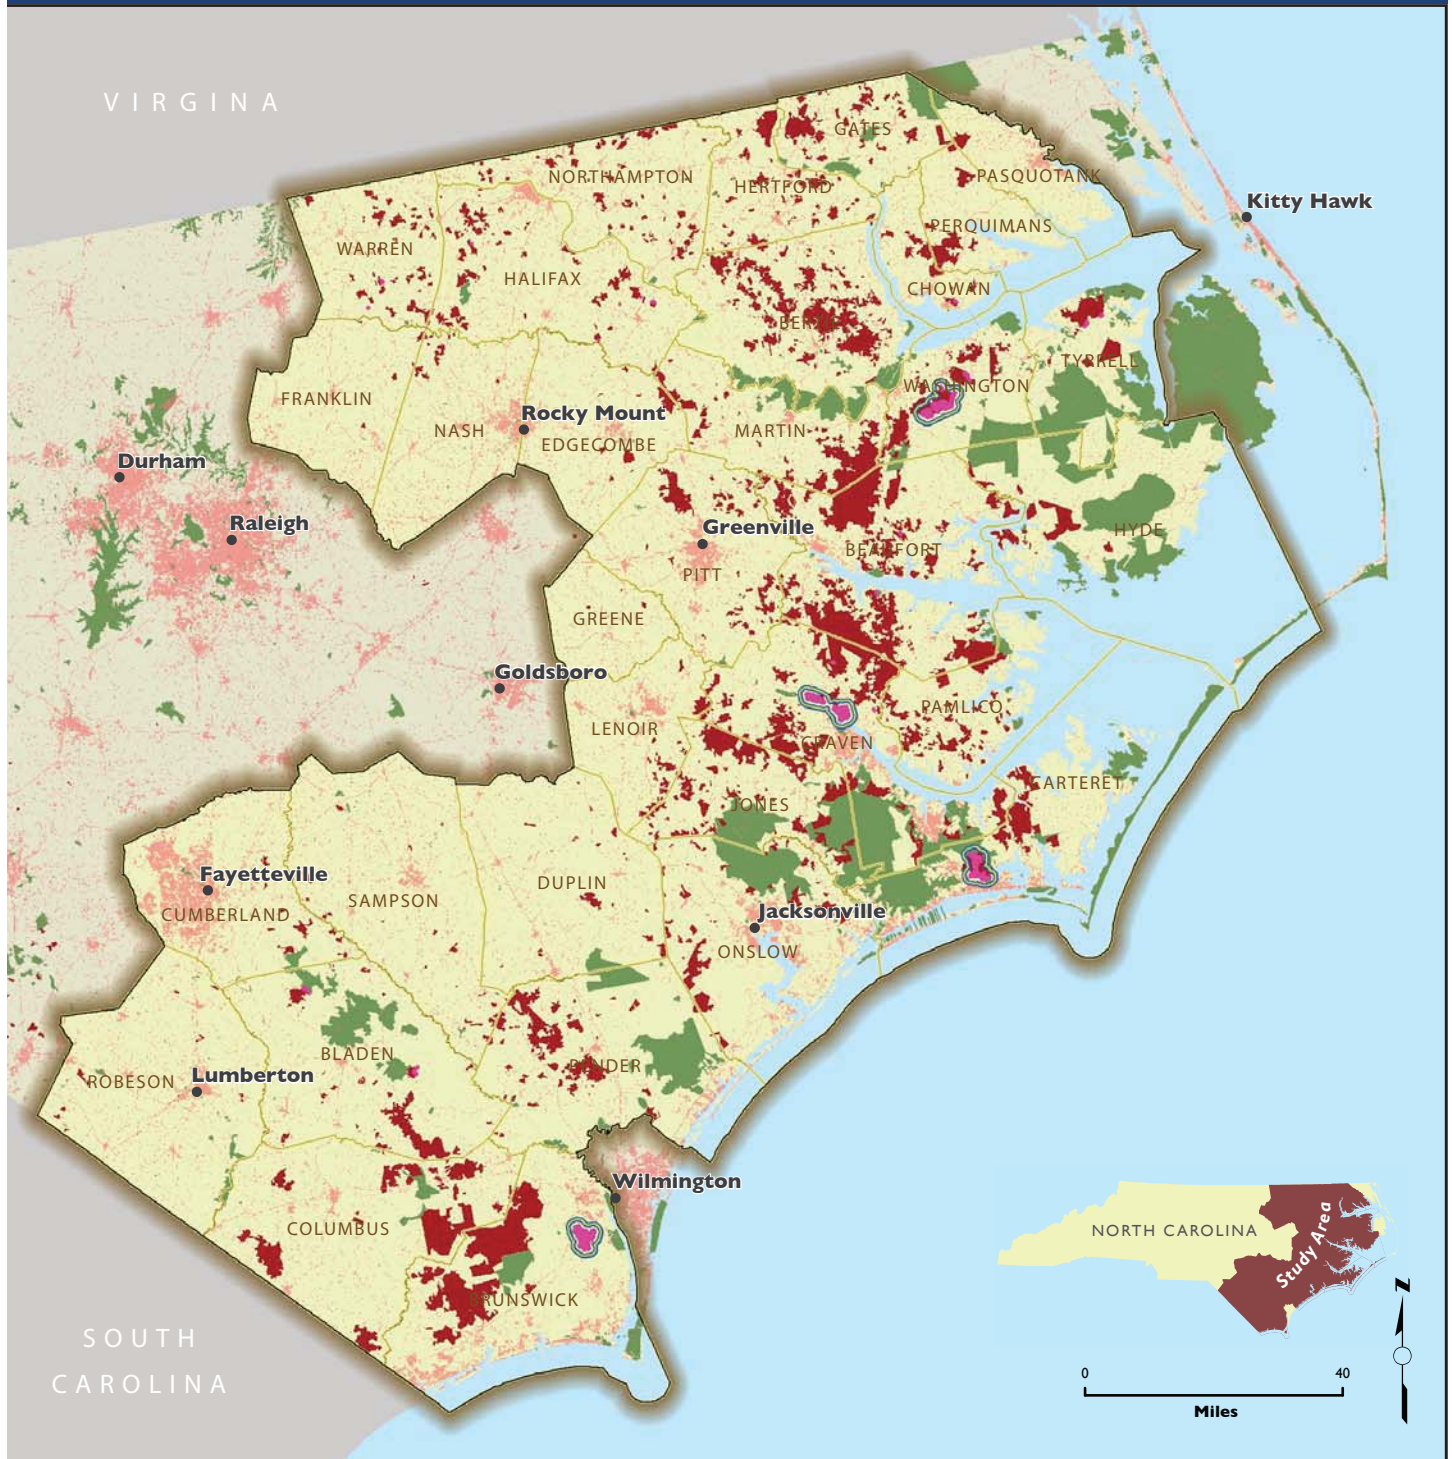 VIRGINA
GATES
NORTHAMPTON
HERTFORD
PASQUOTANK
Kitty Hawk
PERQUIMANS
WARREN
HALIFAX
CHOWAN
BERTIE
TYRRELL
WASHINGTON
FRANKLIN
Rocky Mount
NASH
EDGECOMBE
MARTIN
Durham
Raleigh
Greenville
HYDE
BEAUFORT
PITT
GREENE
Goldsboro
PAMLICO
LENOIR
CRAVEN
CARTERET
JONES
Fayetteville
DUPLIN
SAMPSON
CUMBERLAND
Jacksonville
ONSLOW
BLADEN
PENDER
ROBESON
Lumberton
Wilmington
COLUMBUS
NORTH CAROLINA
Study Area
BRUNSWICK
N
SOUTH
CAROLINA
0 40
Miles